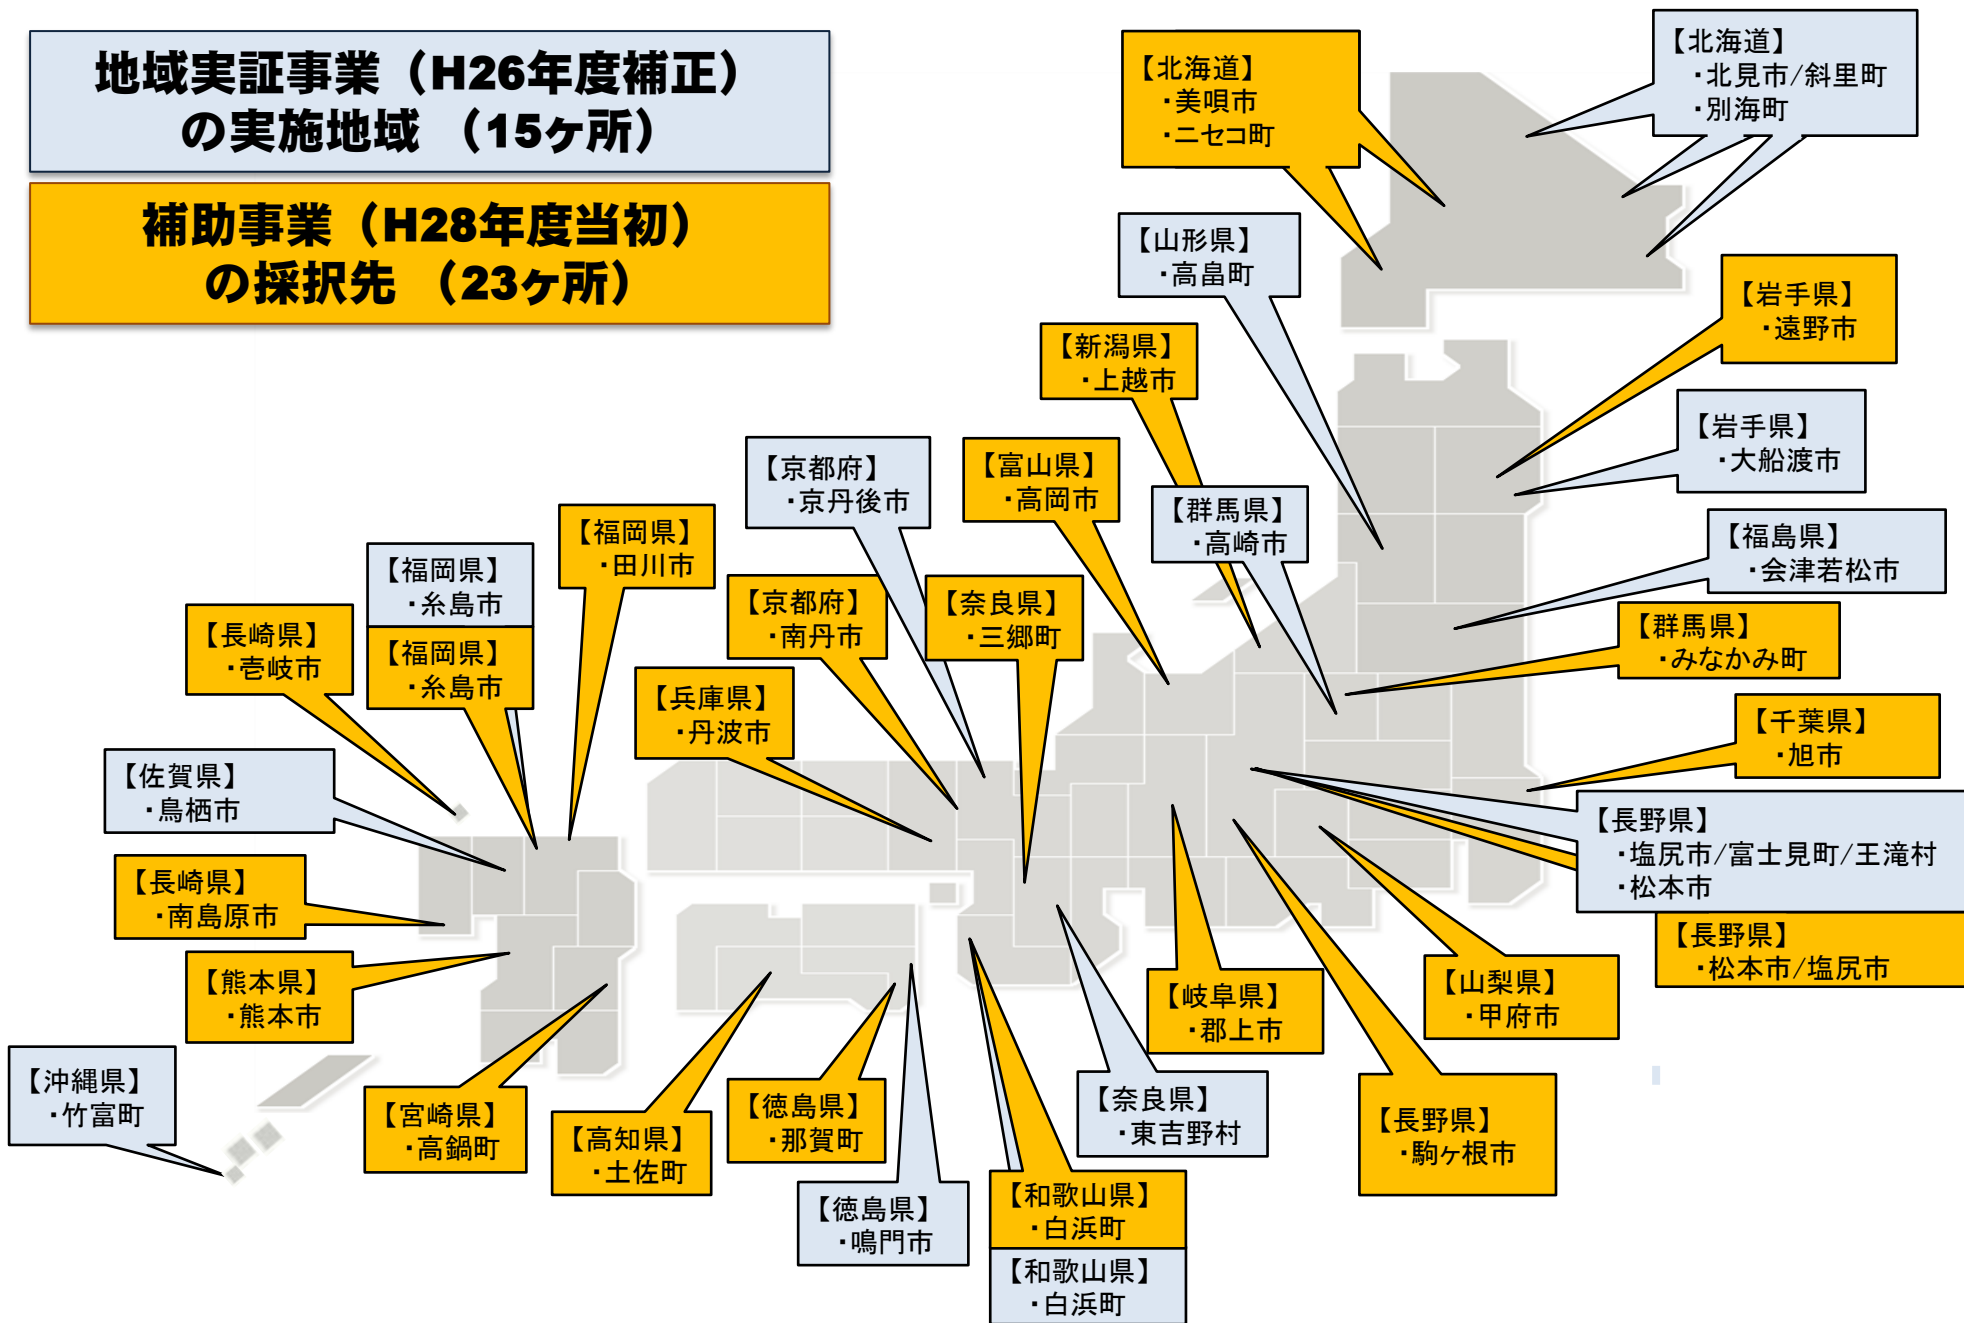 地域実証事業（H26年度補正）
の実施地域 （15ヶ所）
補助事業（H28年度当初）
の採択先 （23ヶ所）
【北海道】
・美唄市
・ニセコ町
【北海道】
・北見市/斜里町
・別海町
【山形県】
・高畠町
【岩手県】
・遠野市
【新潟県】
・上越市
【岩手県】
・大船渡市
【京都府】
・京丹後市
【富山県】
・高岡市
【群馬県】
・高崎市
【福島県】
・会津若松市
【福岡県】
・田川市
【福岡県】
・糸島市
【福岡県】
・糸島市
【長崎県】
・壱岐市
【京都府】
・南丹市
【奈良県】
・三郷町
【群馬県】
・みなかみ町
【兵庫県】
・丹波市
【千葉県】
・旭市
【佐賀県】
・鳥栖市
【長野県】
・塩尻市/富士見町/王滝村
・松本市
【長野県】
・松本市/塩尻市
【長崎県】
・南島原市
【熊本県】
・熊本市
【岐阜県】
・郡上市
【山梨県】
・甲府市
【沖縄県】
・竹富町
【宮崎県】
・高鍋町
【高知県】
・土佐町
【徳島県】
・那賀町
【奈良県】
・東吉野村
【長野県】
・駒ヶ根市
【徳島県】
・鳴門市
【和歌山県】
・白浜町
【和歌山県】
・白浜町